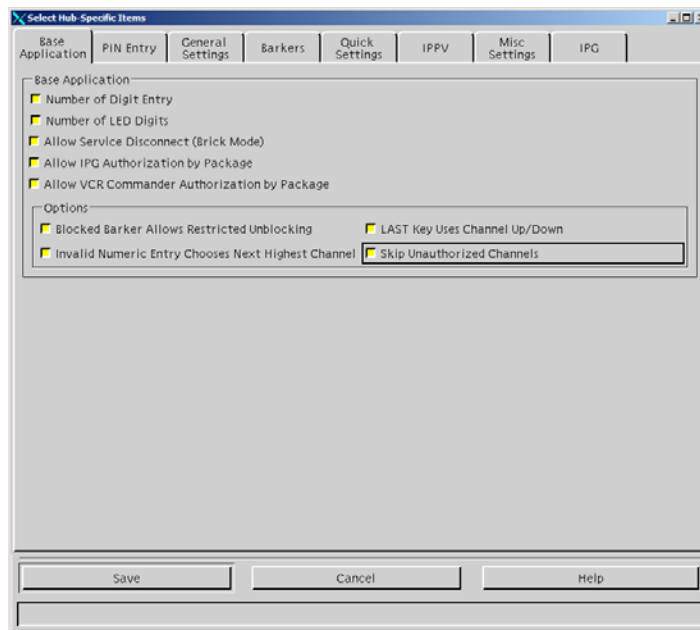 Select Hub-Specific Items
Base
Application
PIN Entry
General
Settings
Barkers
Quick
Settings
IPPV
Misc
Settings
IPG
Base Application
Number of Digit Entry
Number of LED Digits
Allow Service Disconnect (Brick Mode)
Allow IPG Authorization by Package
Allow VCR Commander Authorization by Package
Options
Blocked Barker Allows Restricted Unblocking
LAST Key Uses Channel Up/Down
Invalid Numeric Entry Chooses Next Highest Channel
Skip Unauthorized Channels
Save
Cancel
Help